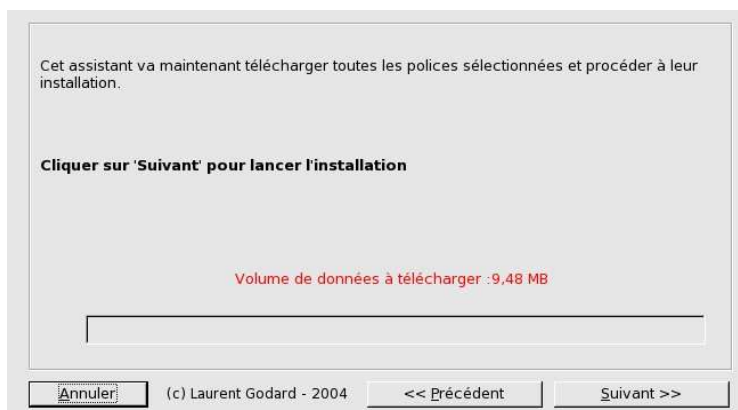 Cet assistant va maintenant télécharger toutes les polices sélectionnées et procéder à leur
installation.
Cliquer sur 'Suivant' pour lancer l'installation
Volume de données à télécharger :9,48 MB
Annuler
(c) Laurent Godard - 2004
<< Précédent
Suivant >>